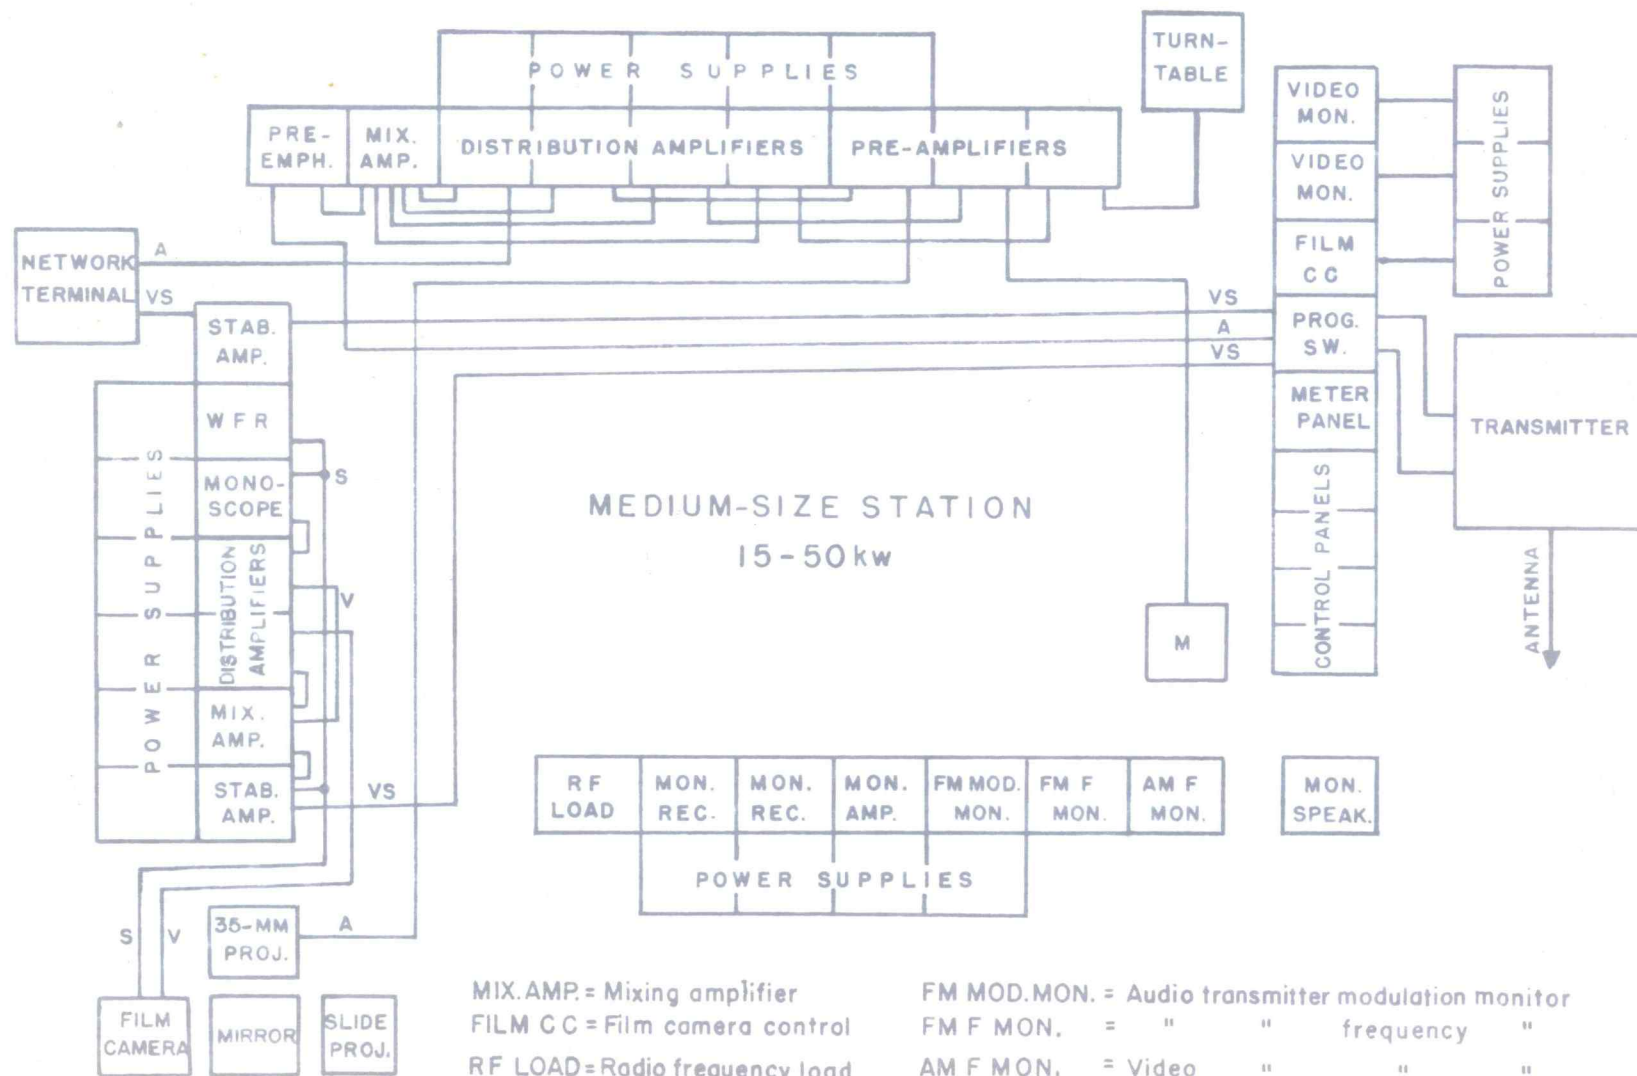 POWER SUPPLIES
TURN-
TABLE
PRE-
EMPH.
MIX.
AMP.
DISTRIBUTION AMPLIFIERS
PRE-AMPLIFIERS
VIDEO
MON.
VIDEO
MON.
FILM
C C
PROG.
SW.
METER
PANEL
CONTROL PANELS
POWER SUPPLIES
NETWORK
TERMINAL
A
VS
VS
A
VS
TRANSMITTER
ANTENNA
STAB.
AMP.
W F R
MONO-
SCOPE
DISTRIBUTION
AMPLIFIERS
MIX.
AMP.
STAB.
AMP.
POWER SUPPLIES
S
V
VS
MEDIUM-SIZE STATION
15-50 kw
M
R F
LOAD
MON.
REC.
MON.
REC.
MON.
AMP.
FM MOD.
MON.
FM F
MON.
AM F
MON.
MON.
SPEAK.
POWER SUPPLIES
S
V
35-MM
PROJ.
A
FILM
CAMERA
MIRROR
SLIDE
PROJ.
MIX. AMP. = Mixing amplifier
FILM C C = Film camera control
RF LOAD = Radio frequency load
FM MOD. MON. = Audio transmitter modulation monitor
FM F MON. = " " frequency "
AM F MON. = Video " " "